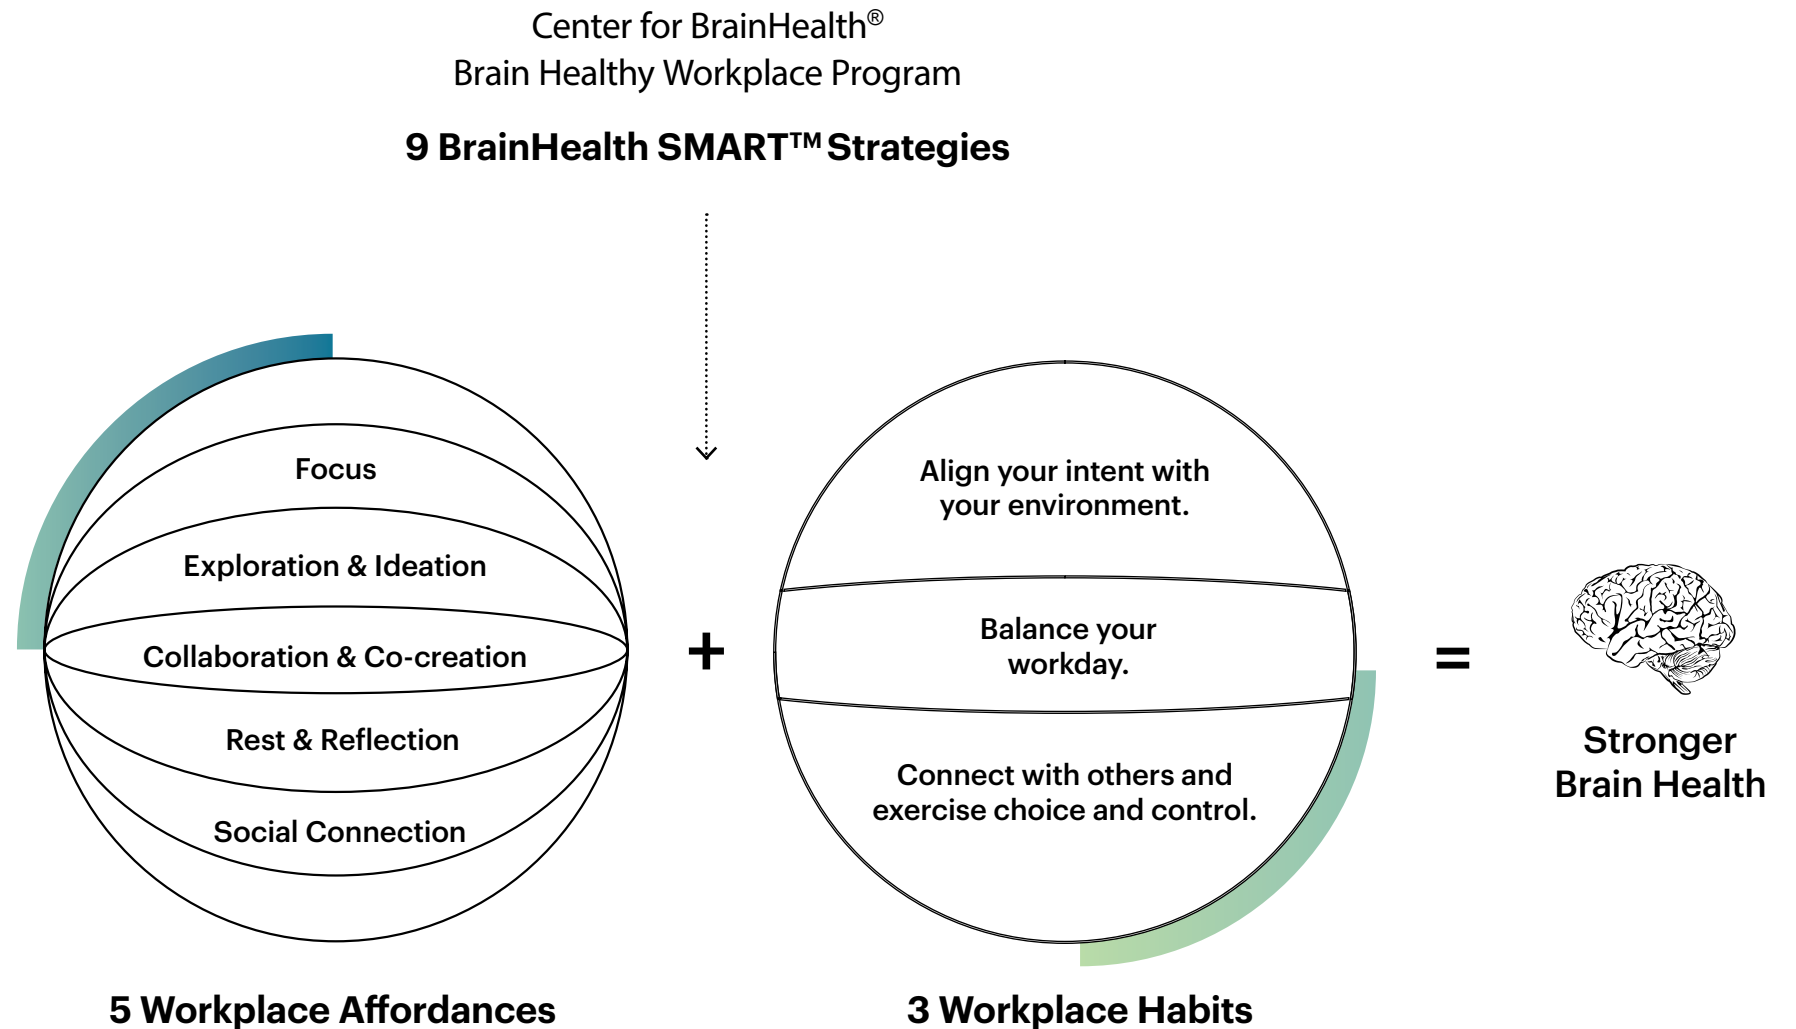 Center for BrainHealth®
Brain Healthy Workplace Program
9 BrainHealth SMART™ Strategies
Focus
Exploration & Ideation
Collaboration & Co-creation
Rest & Reflection
Social Connection
5 Workplace Affordances
+
Align your intent with
your environment.
Balance your
workday.
Connect with others and
exercise choice and control.
3 Workplace Habits
=
Stronger
Brain Health